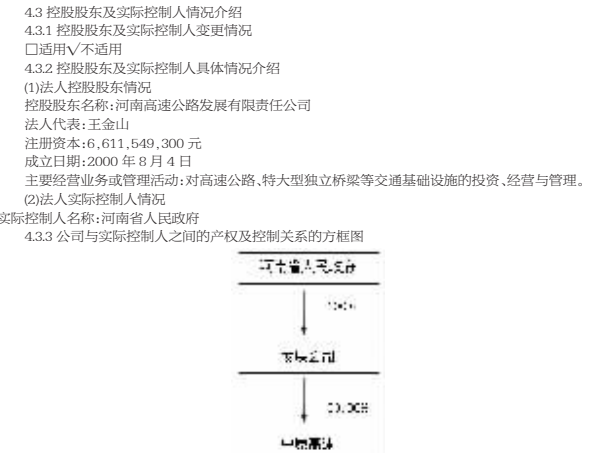 4.3 控股股东及实际控制人情况介绍
4.3.1 控股股东及实际控制人变更情况
□适用√不适用
4.3.2 控股股东及实际控制人具体情况介绍
(1)法人控股股东情况
控股股东名称:河南高速公路发展有限责任公司
法人代表:王金山
注册资本:6,611,549,300 元
成立日期:2000 年 8 月 4 日
主要经营业务或管理活动:对高速公路、特大型独立桥梁等交通基础设施的投资、经营与管理。
(2)法人实际控制人情况
实际控制人名称:河南省人民政府
4.3.3 公司与实际控制人之间的产权及控制关系的方框图
河南省人民政府